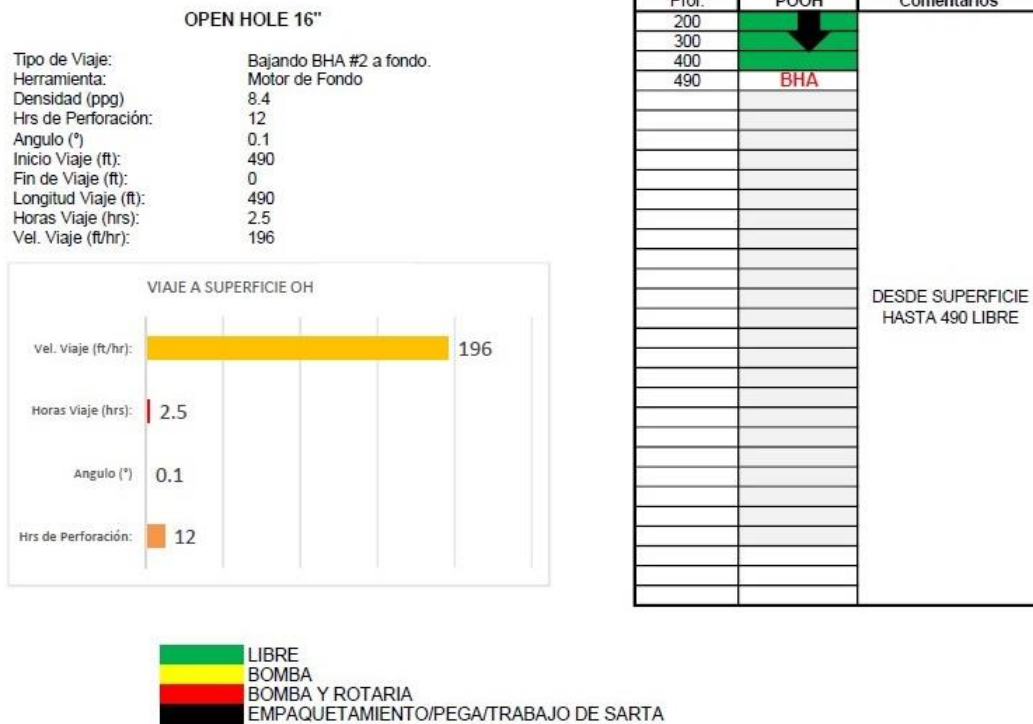 OPEN HOLE 16"
Tipo de Viaje: Bajando BHA #2 a fondo.
Herramienta: Motor de Fondo
Densidad (ppg) 8.4
Hrs de Perforación: 12
Angulo (º) 0.1
Inicio Viaje (ft): 490
Fin de Viaje (ft): 0
Longitud Viaje (ft): 490
Horas Viaje (hrs): 2.5
Vel. Viaje (ft/hr): 196
VIAJE A SUPERFICIE OH
Vel. Viaje (ft/hr): 196
Horas Viaje (hrs): 2.5
Angulo (º) 0.1
Hrs de Perforación: 12
Prof. POOH Comentarios
200
300
400
490 BHA
DESDE SUPERFICIE
HASTA 490 LIBRE
LIBRE
BOMBA
BOMBA Y ROTARIA
EMPAQUETAMIENTO/PEGA/TRABAJO DE SARTA